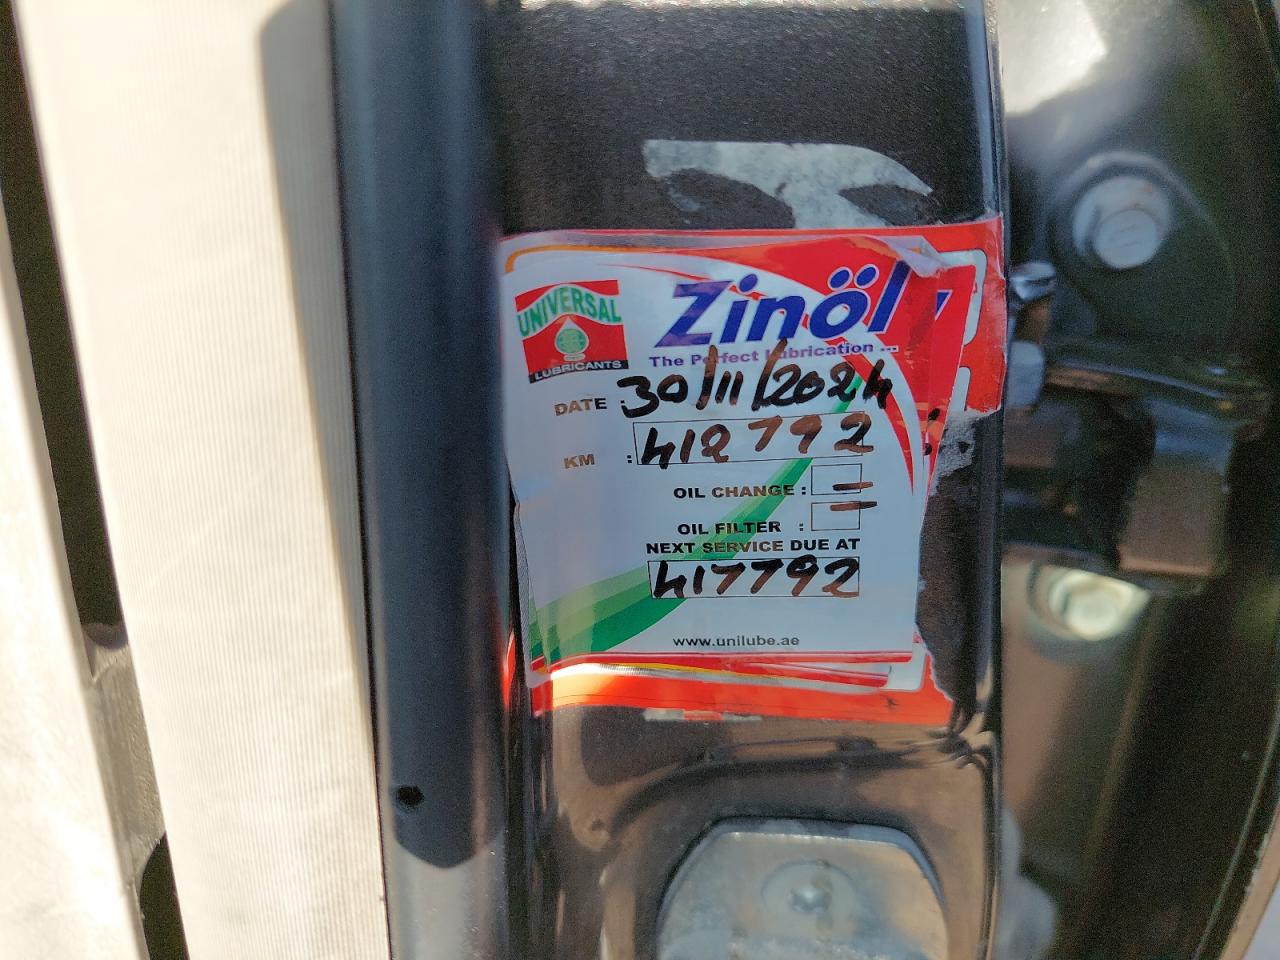 UNIVERSAL
LUBRICANTS
Zinöl
The Perfect Lubrication ...
DATE : 30/11/2024
KM : 412792
OIL CHANGE : –
OIL FILTER : –
NEXT SERVICE DUE AT
417792
www.unilube.ae